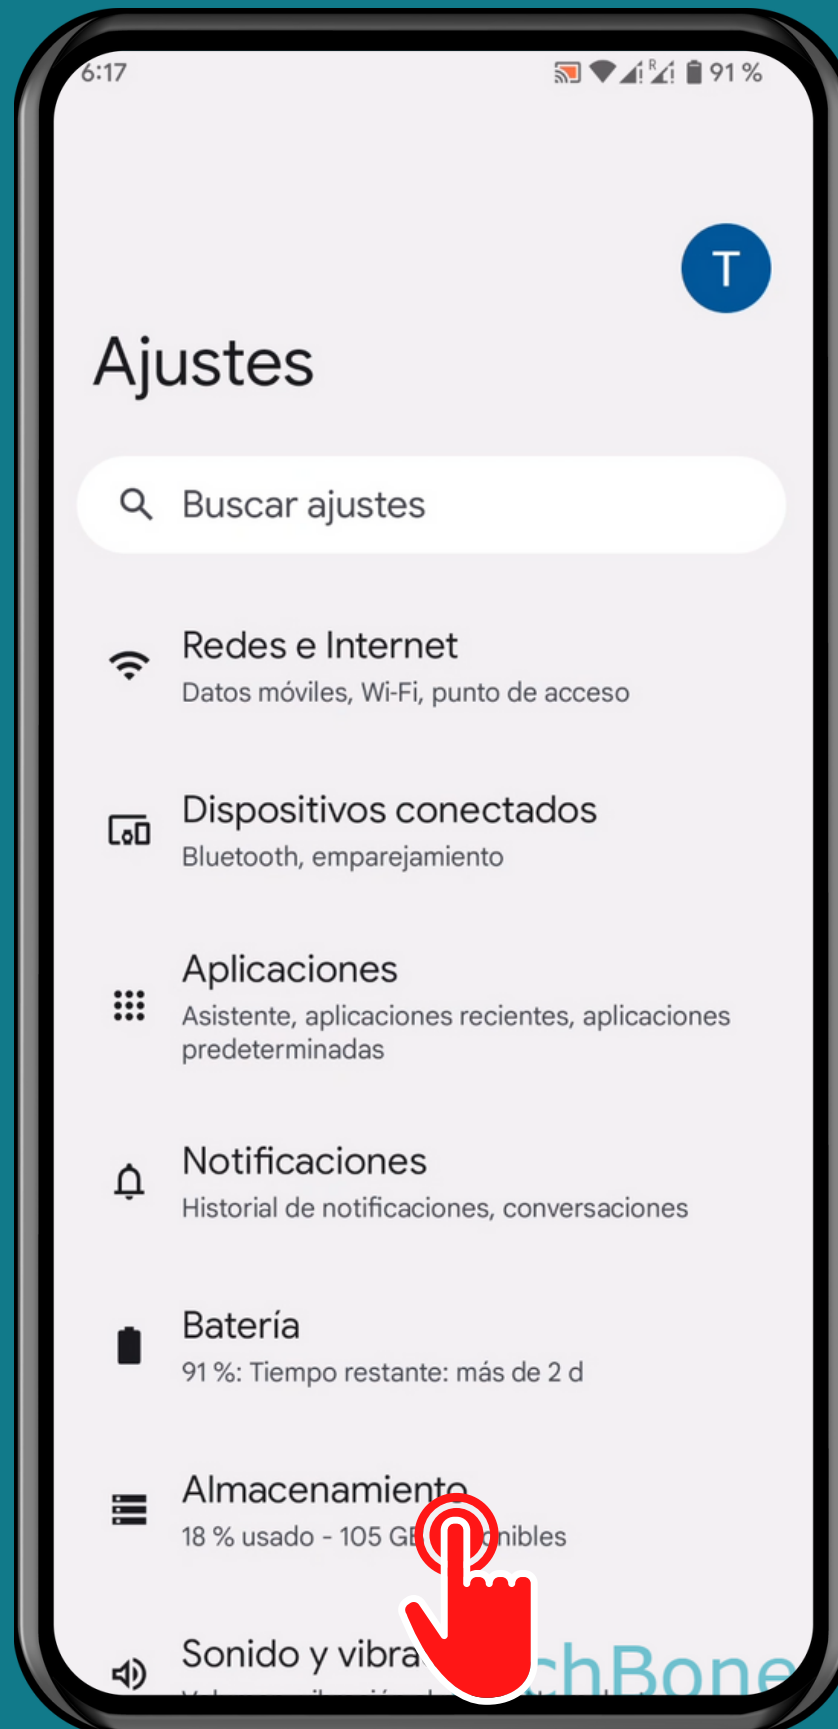 6:17
R
91 %
T
Ajustes
Buscar ajustes
Redes e Internet
Datos móviles, Wi-Fi, punto de acceso
Dispositivos conectados
Bluetooth, emparejamiento
Aplicaciones
Asistente, aplicaciones recientes, aplicaciones
predeterminadas
Notificaciones
Historial de notificaciones, conversaciones
Batería
91 %: Tiempo restante: más de 2 d
Almacenamiento
18 % usado - 105 GB
Sonido y